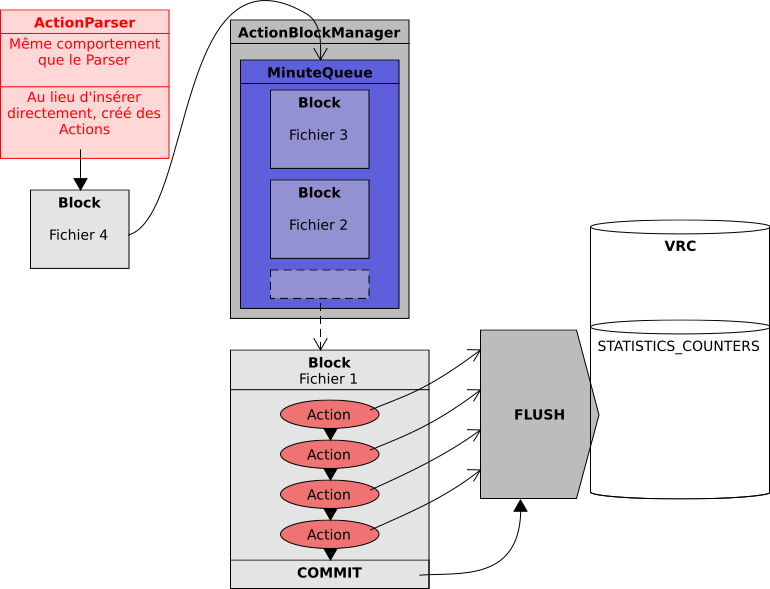 ActionParser
Même comportement
que le Parser
Au lieu d'insérer
directement, créé des
Actions
Block
Fichier 4
ActionBlockManager
MinuteQueue
Block
Fichier 3
Block
Fichier 2
Block
Fichier 1
Action
Action
Action
Action
COMMIT
FLUSH
VRC
STATISTICS_COUNTERS